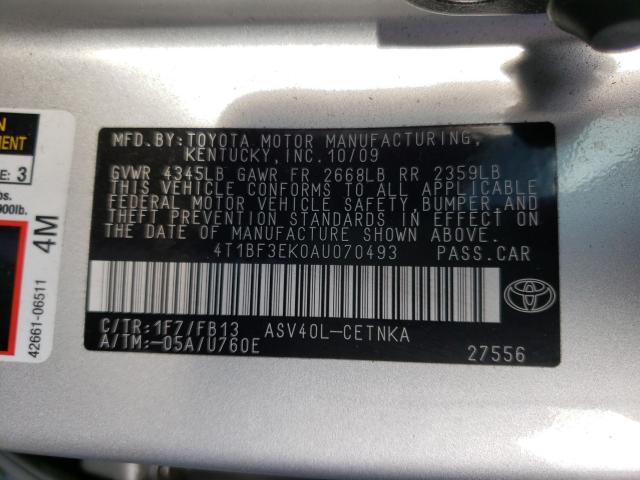 MFD.BY:TOYOTA MOTOR MANUFACTURING,
KENTUCKY,INC.10/09
GVWR 4345LB GAWR FR 2668LB RR 2359LB
THIS VEHICLE CONFORMS TO ALL APPLICABLE
FEDERAL MOTOR VEHICLE SAFETY, BUMPER AND
THEFT PREVENTION STANDARDS IN EFFECT ON
THE DATE OF MANUFACTURE SHOWN ABOVE.
4T1BF3EK0AU070493 PASS.CAR
C/TR:1FZ/FB13 ASV40L-CETNKA
A/TM:-05A/U760E 27556
E: 3
900lb.
4M
42661-06511